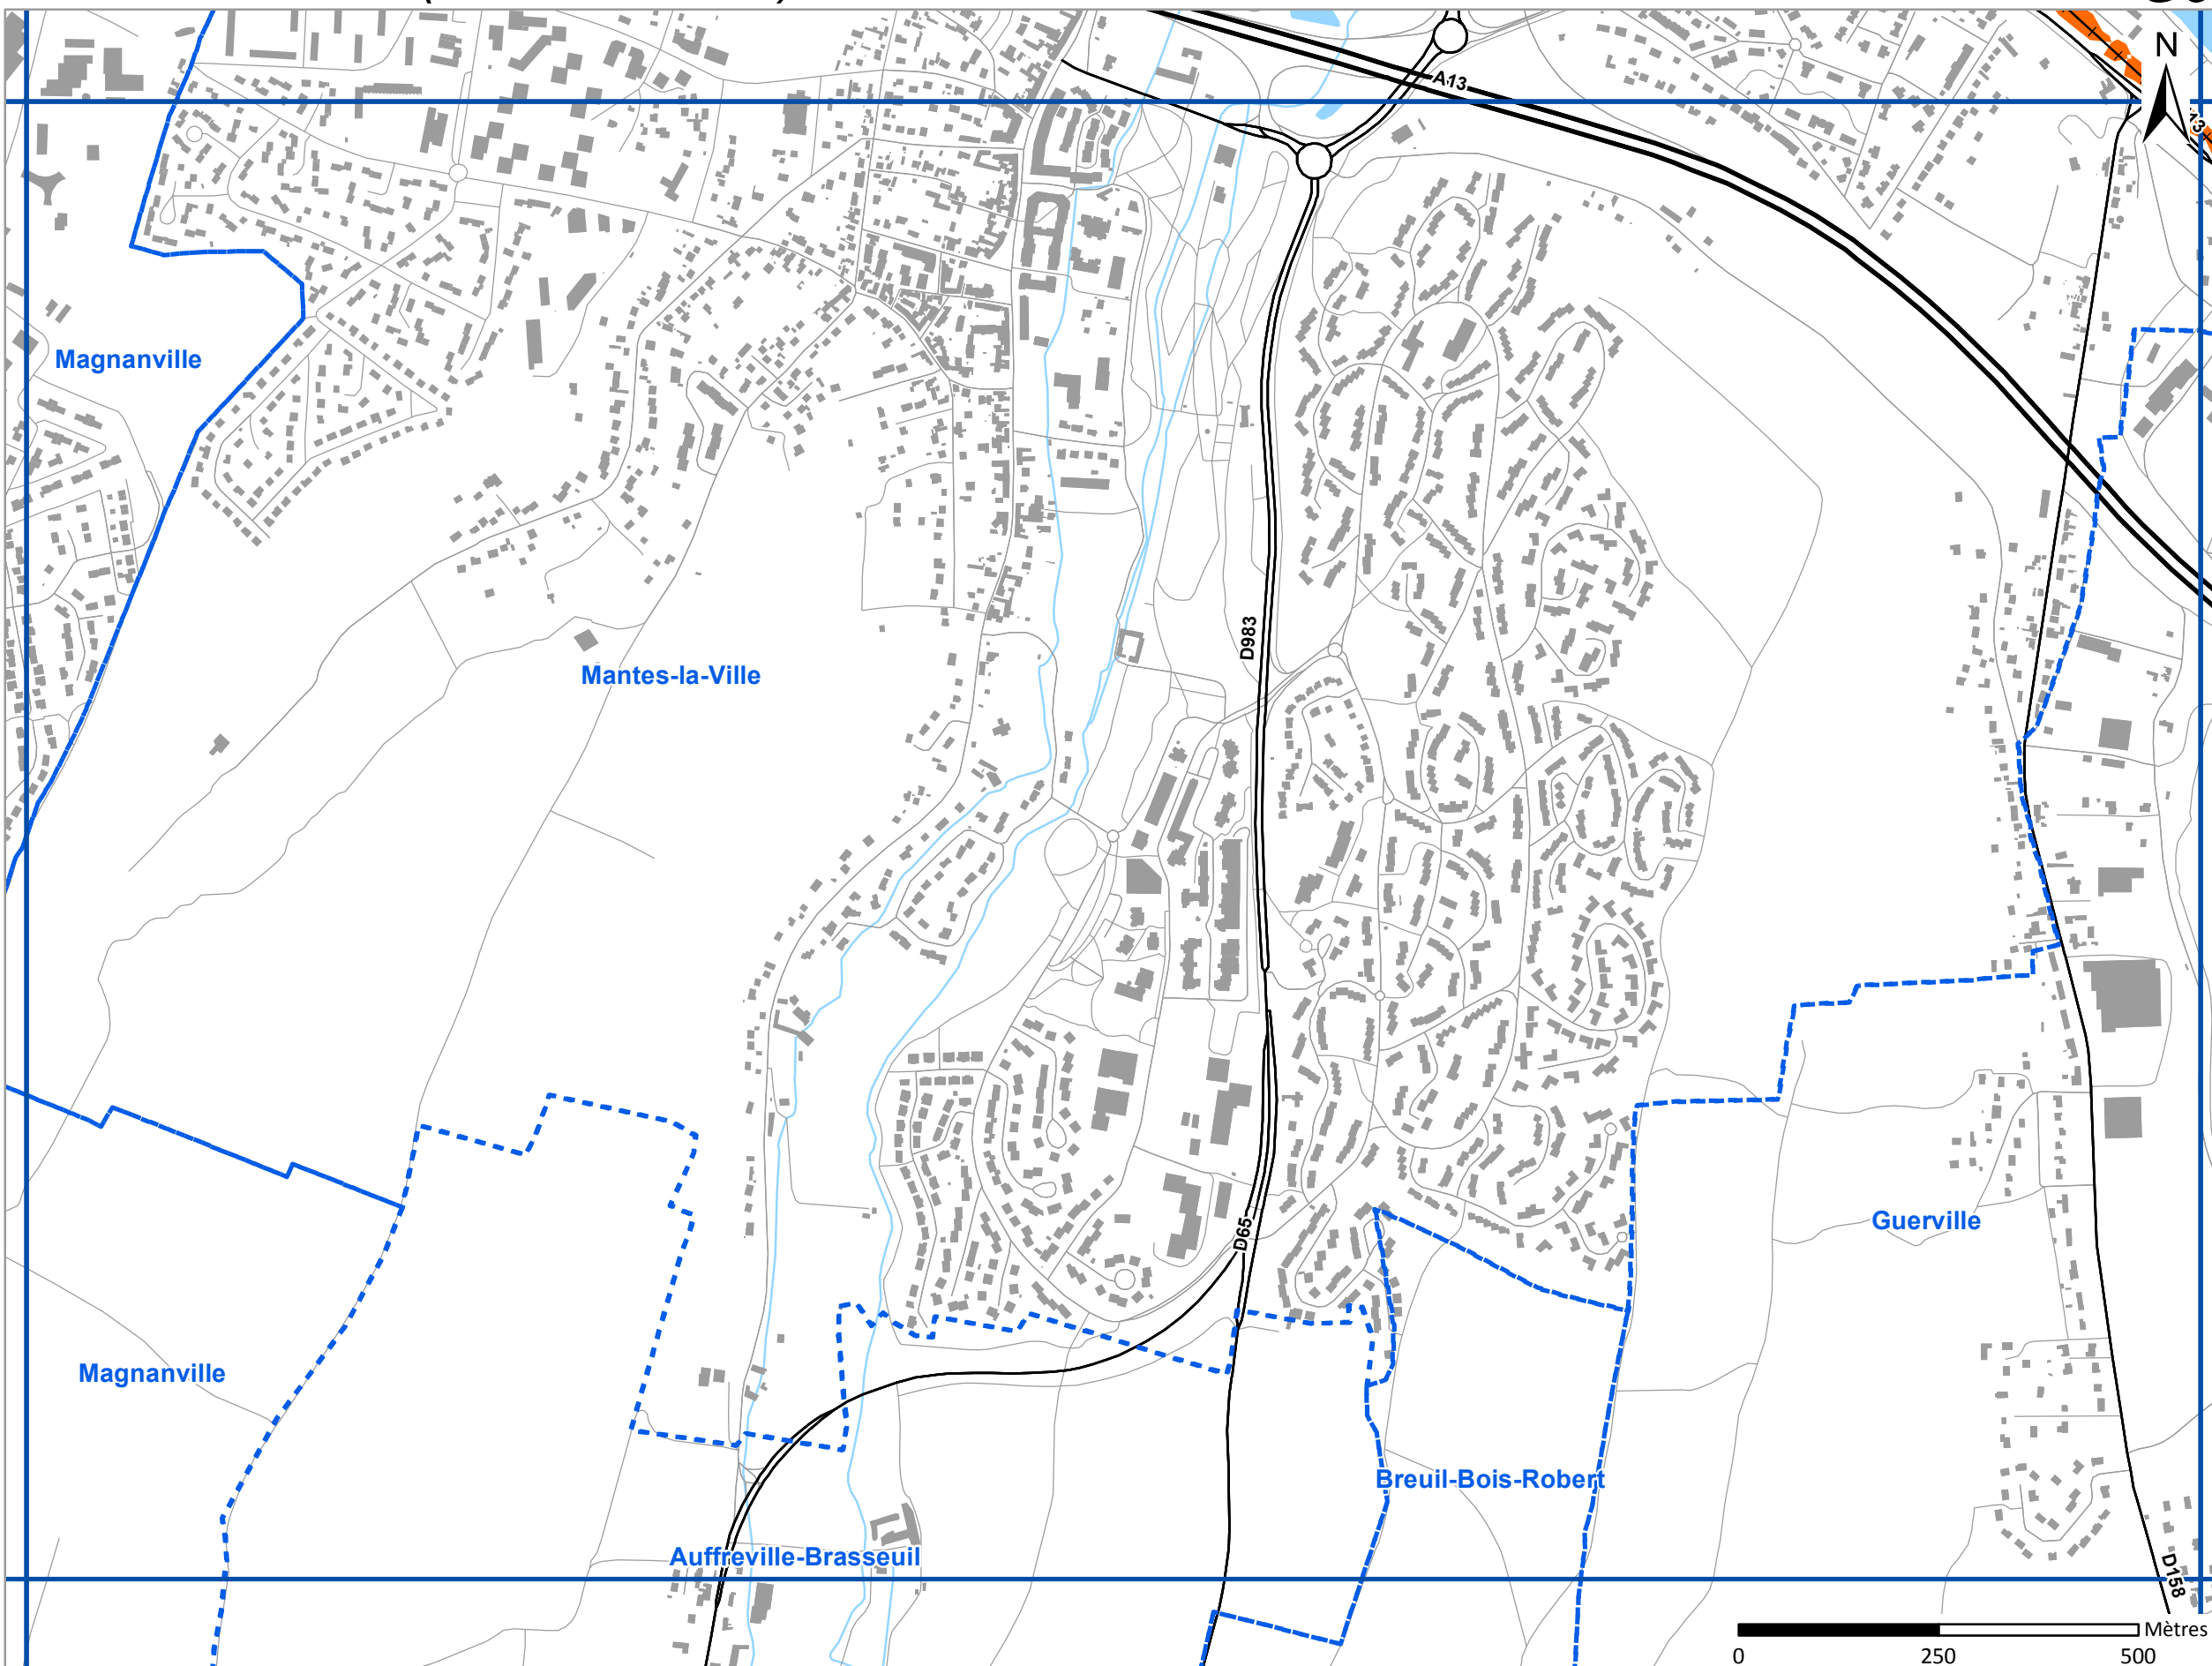 N
A13
Magnanville
D983
Mantes-la-Ville
D65
Guerville
Magnanville
Breuil-Bois-Robert
Auffreville-Brasseuil
D158
Mètres
0 250 500